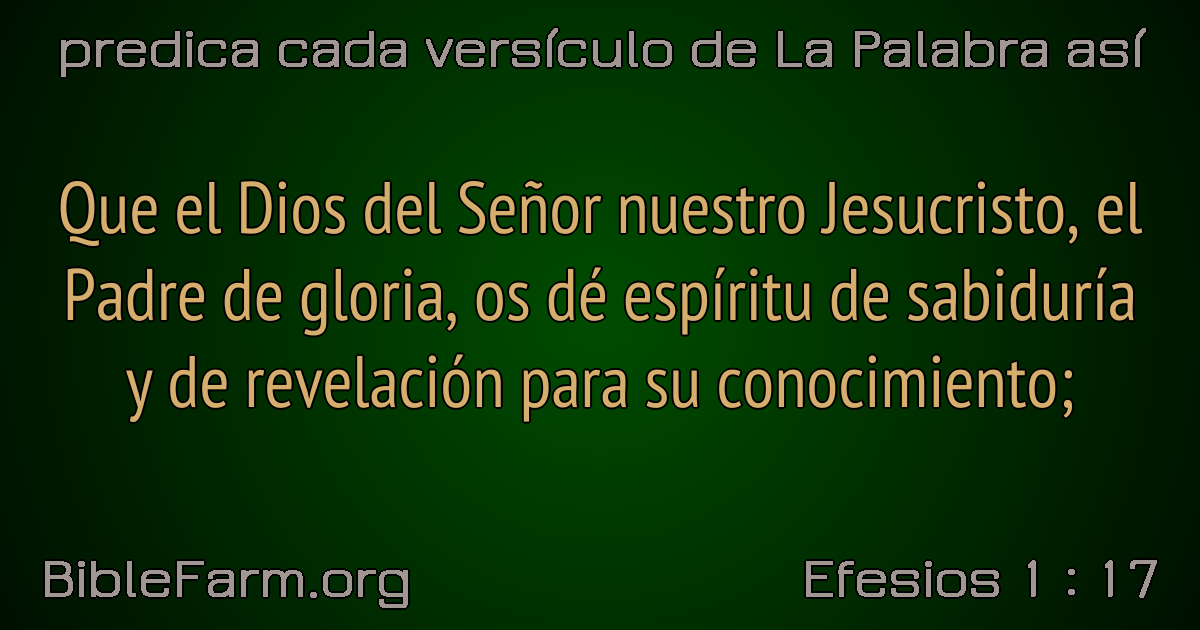 predica cada versículo de La Palabra así
Que el Dios del Señor nuestro Jesucristo, el
Padre de gloria, os dé espíritu de sabiduría
y de revelación para su conocimiento;
BibleFarm.org
Efesios 1 : 17